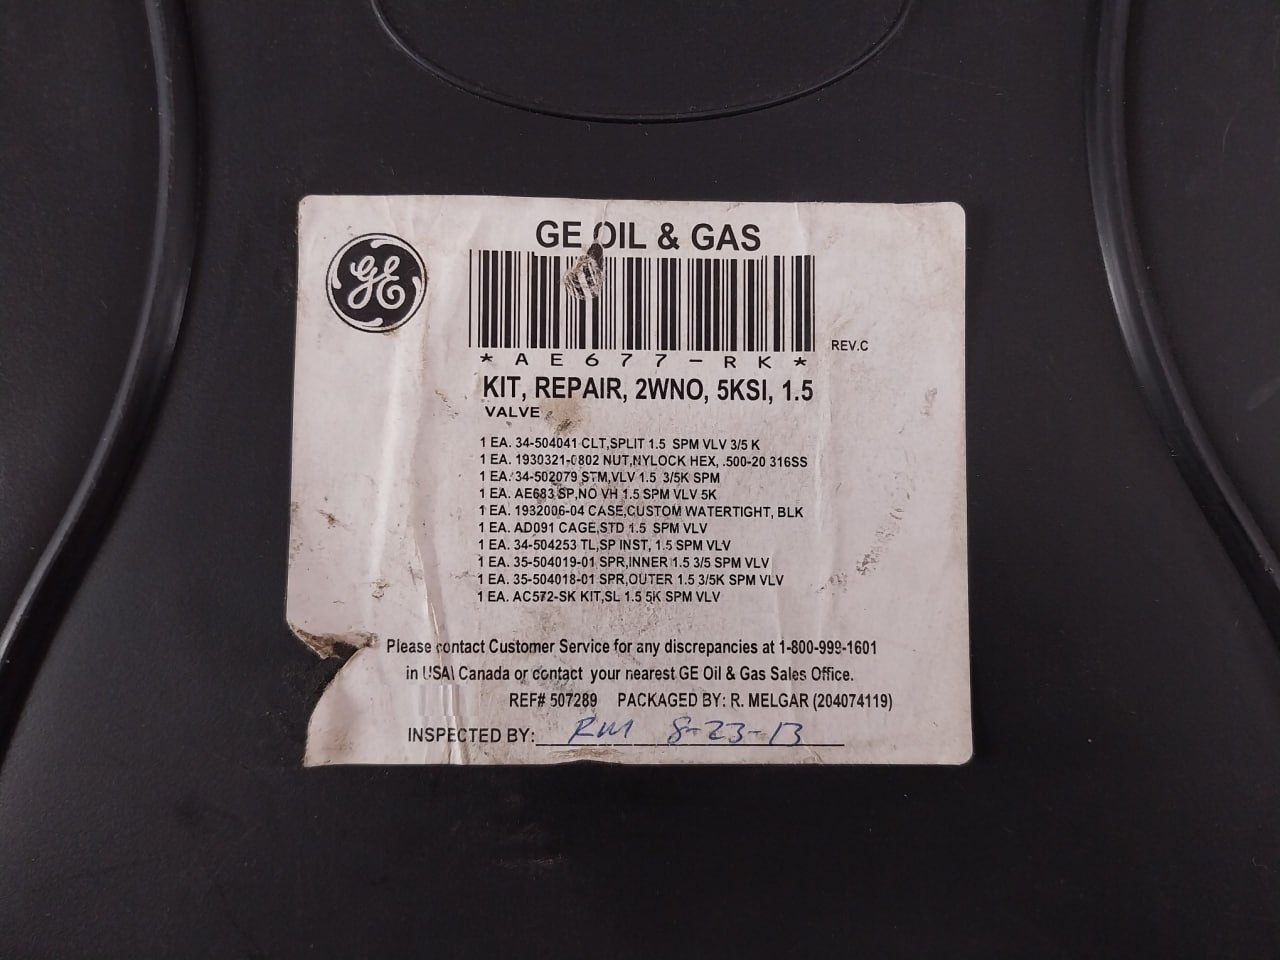 GE OIL & GAS
GE
*AE677-RK*
REV.C
KIT, REPAIR, 2WNO, 5KSI, 1.5
VALVE
1 EA. 34-504041 CLT,SPLIT 1.5 SPM VLV 3/5 K
1 EA. 1930321-0802 NUT,NYLOCK HEX, .500-20 316SS
1 EA. 34-502079 STM,VLV 1.5 3/5K SPM
1 EA. AE683 SP,NO VH 1.5 SPM VLV 5K
1 EA. 1932006-04 CASE,CUSTOM WATERTIGHT, BLK
1 EA. AD091 CAGE,STD 1.5 SPM VLV
1 EA. 34-504253 TL,SP INST, 1.5 SPM VLV
1 EA. 35-504019-01 SPR,INNER 1.5 3/5 SPM VLV
1 EA. 35-504018-01 SPR,OUTER 1.5 3/5K SPM VLV
1 EA. AC572-SK KIT,SL 1.5 5K SPM VLV
Please contact Customer Service for any discrepancies at 1-800-999-1601
in USA\ Canada or contact your nearest GE Oil & Gas Sales Office.
REF# 507289 PACKAGED BY: R. MELGAR (204074119)
INSPECTED BY: RM 8-23-13